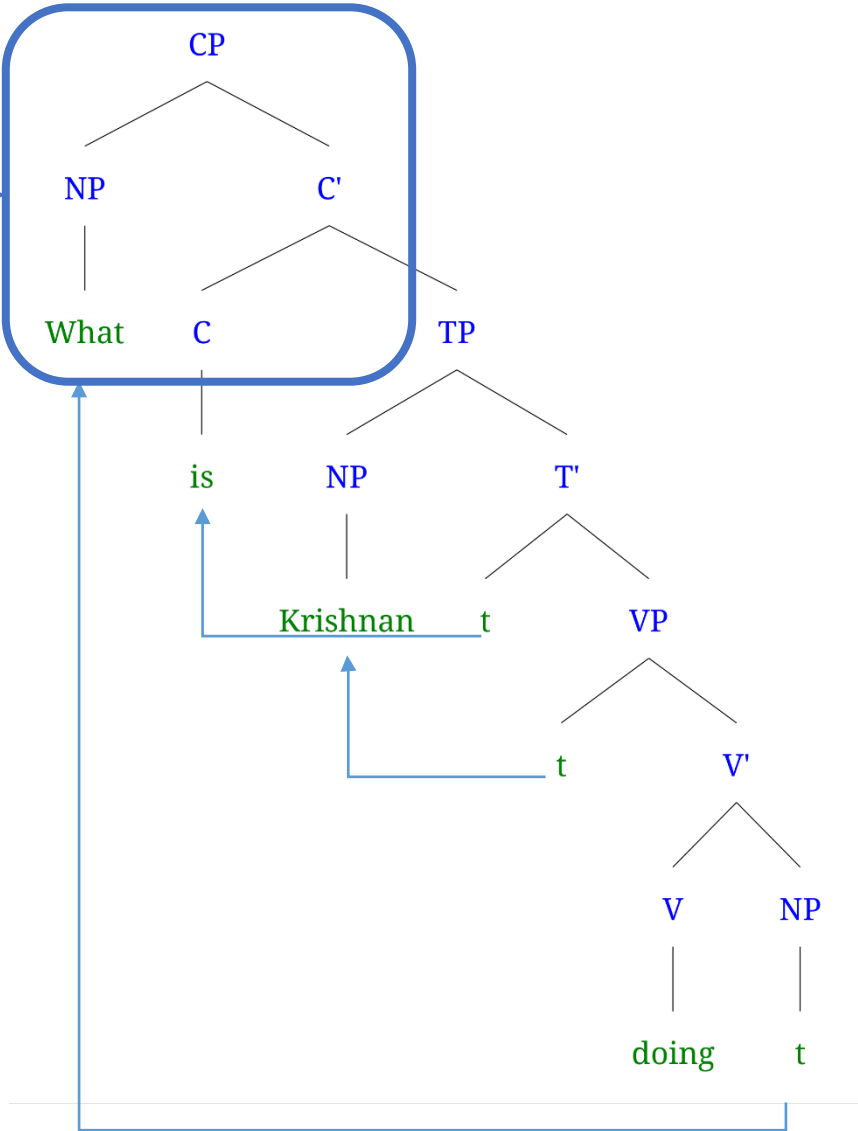 CP
NP C'
What C TP
is NP T'
Krishnan t VP
t V'
V NP
doing t